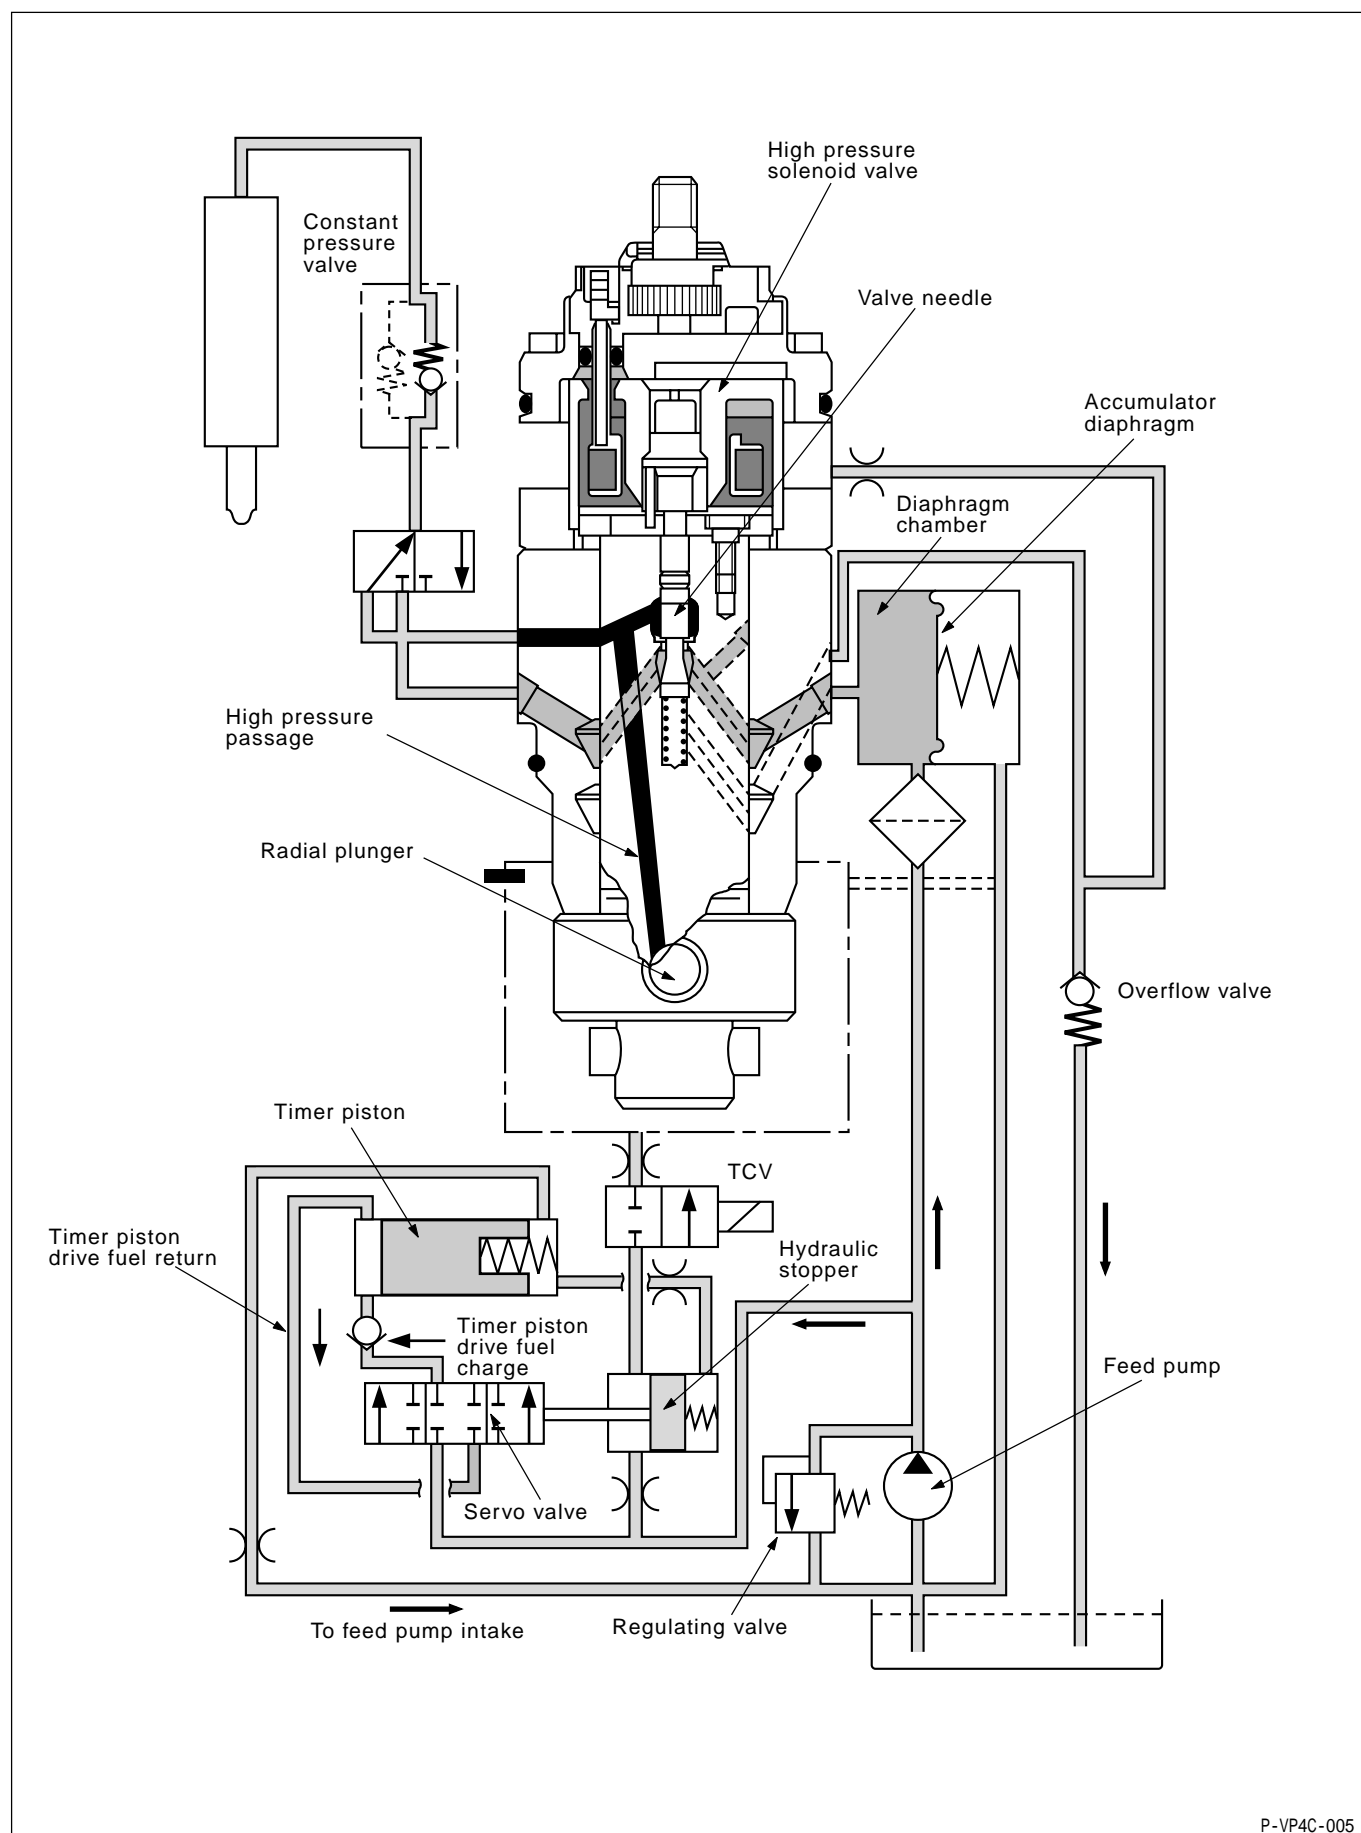 High pressure
solenoid valve
Constant
pressure
valve
Valve needle
Accumulator
diaphragm
Diaphragm
chamber
High pressure
passage
Radial plunger
Overflow valve
Timer piston
TCV
Timer piston
drive fuel return
Hydraulic
stopper
Timer piston
drive fuel
charge
Feed pump
Servo valve
To feed pump intake
Regulating valve
P-VP4C-005